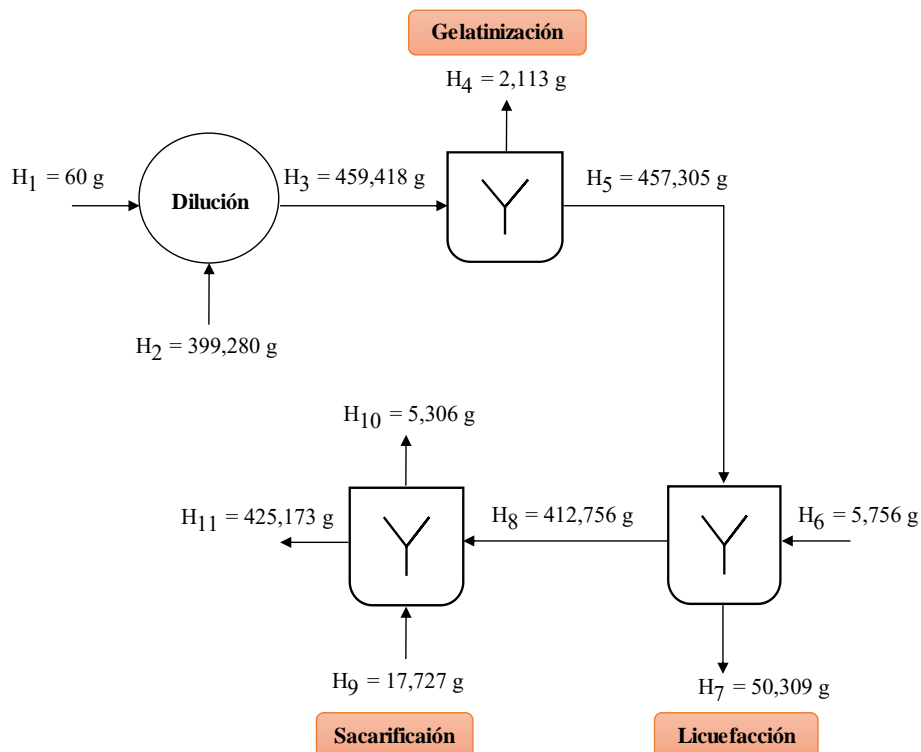 Gelatinización
H4 = 2,113 g
H1 = 60 g
Dilución
H3 = 459,418 g
H5 = 457,305 g
H2 = 399,280 g
H10 = 5,306 g
H11 = 425,173 g
H8 = 412,756 g
H6 = 5,756 g
H9 = 17,727 g
H7 = 50,309 g
Sacarificaión
Licuefacción